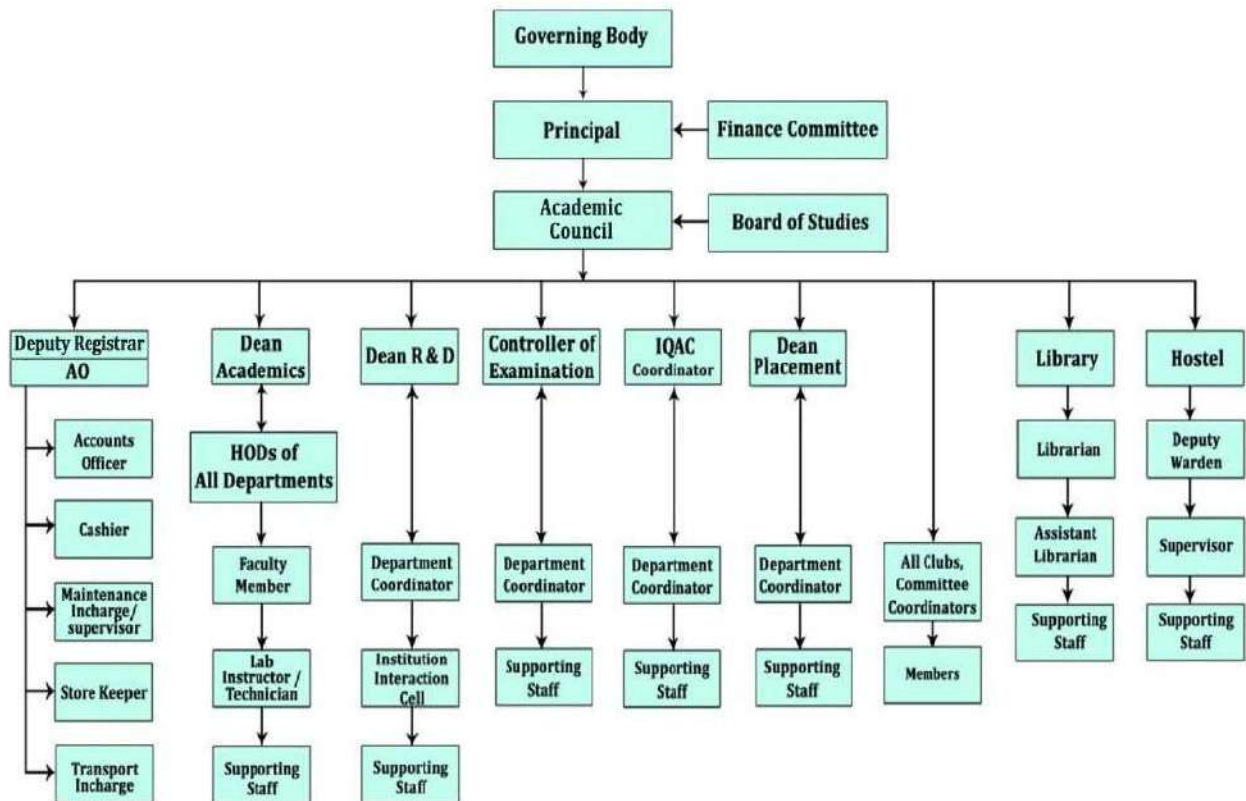 Governing Body
Principal
Finance Committee
Academic
Council
Board of Studies
Deputy Registrar
AO
Dean
Academics
Dean R & D
Controller of
Examination
IQAC
Coordinator
Dean
Placement
Library
Hostel
Accounts
Officer
HODs of
All Departments
Librarian
Deputy
Warden
Cashier
Faculty
Member
Department
Coordinator
Department
Coordinator
Department
Coordinator
Department
Coordinator
All Clubs,
Committee
Coordinators
Assistant
Librarian
Supervisor
Maintenance
Incharge/
supervisor
Supporting
Staff
Supporting
Staff
Store Keeper
Lab
Instructor /
Technician
Institution
Interaction
Cell
Supporting
Staff
Supporting
Staff
Supporting
Staff
Members
Transport
Incharge
Supporting
Staff
Supporting
Staff